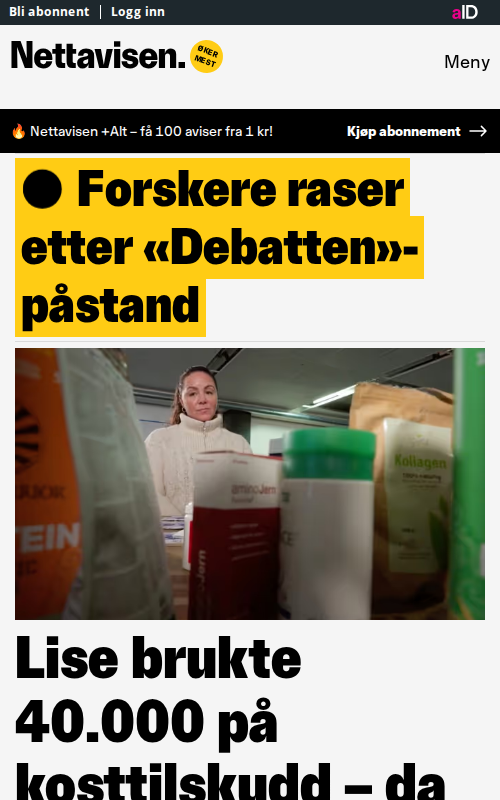 Bli abonnent
Logg inn
aID
Nettavisen.
ØKER
MEST
Meny
🔥 Nettavisen +Alt – få 100 aviser fra 1 kr!
Kjøp abonnement →
● Forskere raser
etter «Debatten»-
påstand
Kollagen
aminoJern
TEIN
Lise brukte
40.000 på
kosttilskudd – da